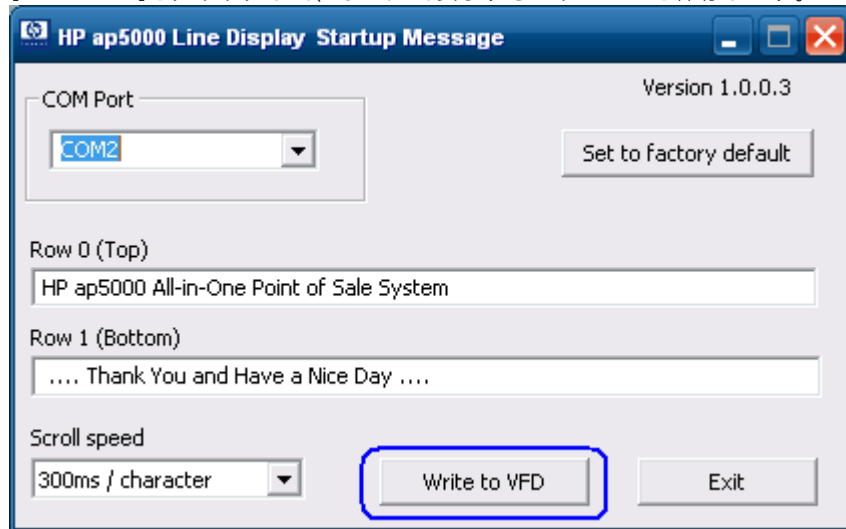 HP ap5000 Line Display Startup Message
COM Port
Version 1.0.0.3
COM2
Set to factory default
Row 0 (Top)
HP ap5000 All-in-One Point of Sale System
Row 1 (Bottom)
.... Thank You and Have a Nice Day ....
Scroll speed
300ms / character
Write to VFD
Exit